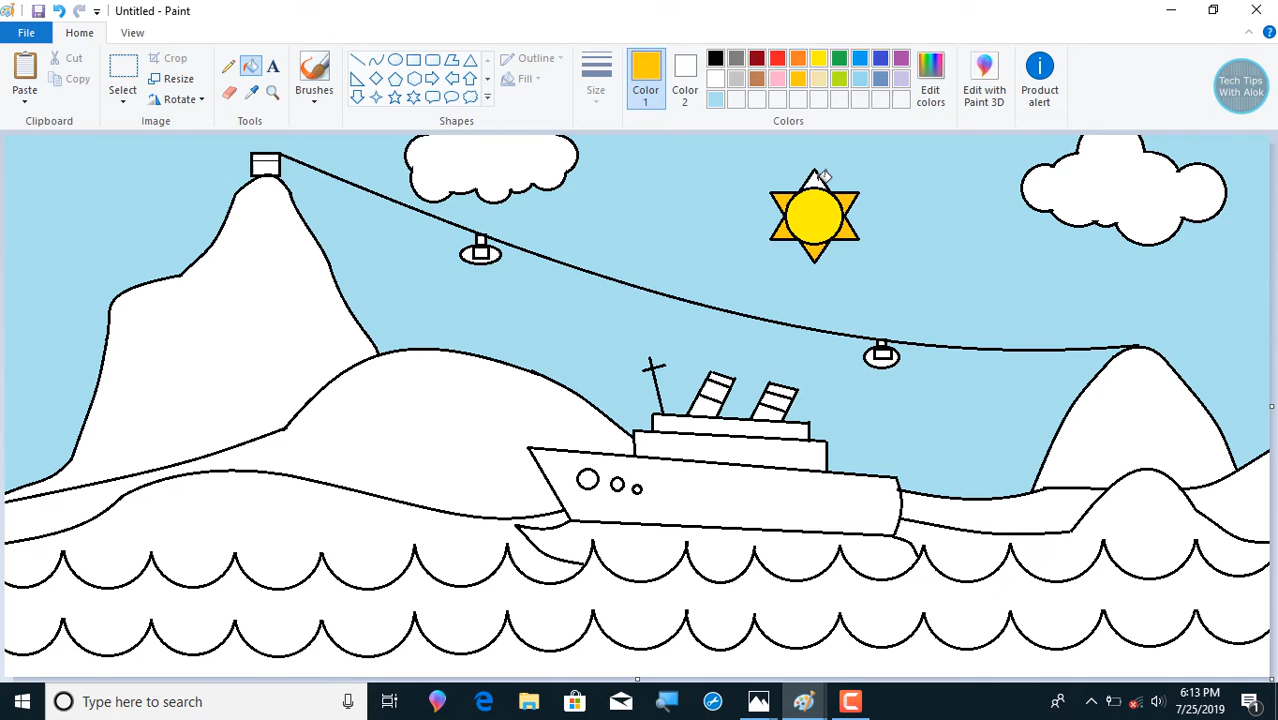 Untitled - Paint
File Home View
Paste
Cut
Copy
Clipboard
Select
Crop
Resize
Rotate
Image
A
Tools
Brushes
Outline
Fill
Shapes
Size
Color 1
Color 2
Edit colors
Colors
Edit with Paint 3D
Product alert
Tech Tips With Alok
Type here to search
6:13 PM
7/25/2019
1